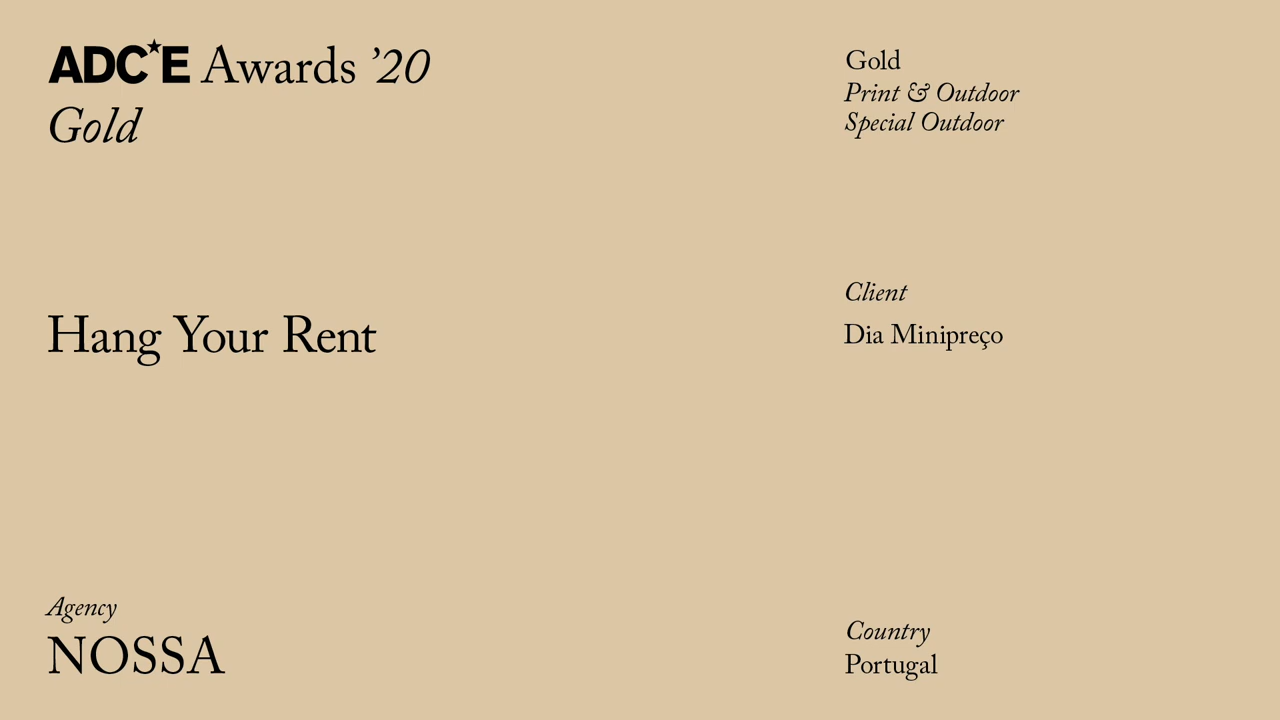 ADC★E Awards ’20
Gold
Gold
Print & Outdoor
Special Outdoor
Hang Your Rent
Client
Dia Minipreço
Agency
NOSSA
Country
Portugal